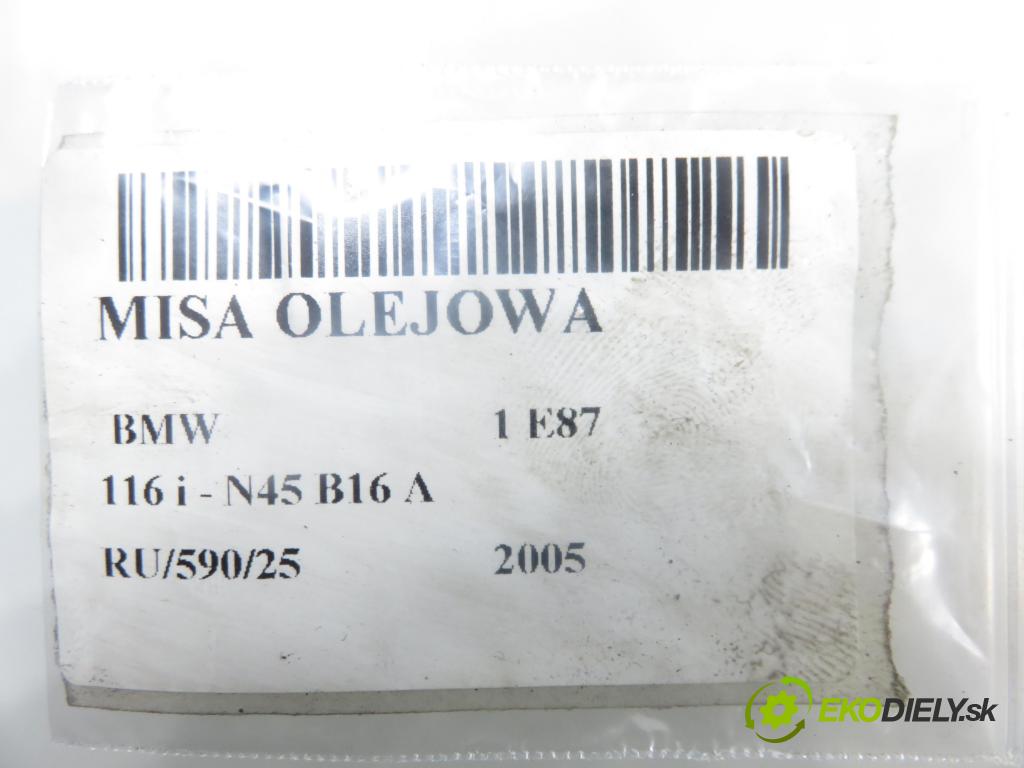 MISA OLEJOWA
BMW 1 E87
116 i - N45 B16 A
RU/590/25 2005
EKODIELY.sk